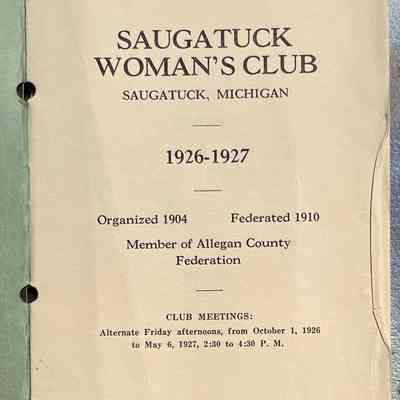 SAUGATUCK
WOMAN'S CLUB
SAUGATUCK, MICHIGAN
1926-1927
Organized 1904 Federated 1910
Member of Allegan County
Federation
CLUB MEETINGS:
Alternate Friday afternoons, from October 1, 1926
to May 6, 1927, 2:30 to 4:30 P. M.